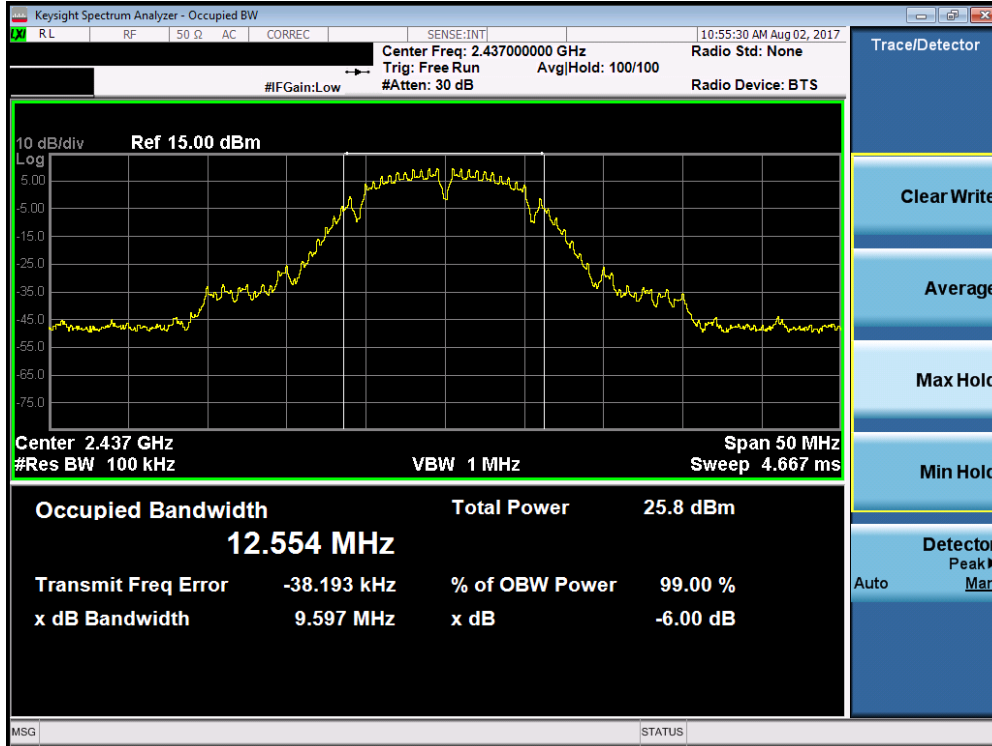 Keysight Spectrum Analyzer - Occupied BW
LXI RL RF 50 Ω AC CORREC SENSE:INT 10:55:30 AM Aug 02, 2017
Center Freq: 2.437000000 GHz Radio Std: None
Trig: Free Run Avg|Hold: 100/100
#IFGain:Low #Atten: 30 dB Radio Device: BTS
10 dB/div Ref 15.00 dBm
Log
5.00
-5.00
-15.0
-25.0
-35.0
-45.0
-55.0
-65.0
-75.0
Center 2.437 GHz Span 50 MHz
#Res BW 100 kHz VBW 1 MHz Sweep 4.667 ms
Occupied Bandwidth Total Power 25.8 dBm
12.554 MHz
Transmit Freq Error -38.193 kHz % of OBW Power 99.00 %
x dB Bandwidth 9.597 MHz x dB -6.00 dB
MSG STATUS
Trace/Detector
Clear Write
Average
Max Hold
Min Hold
Detector
Peak
Auto Man